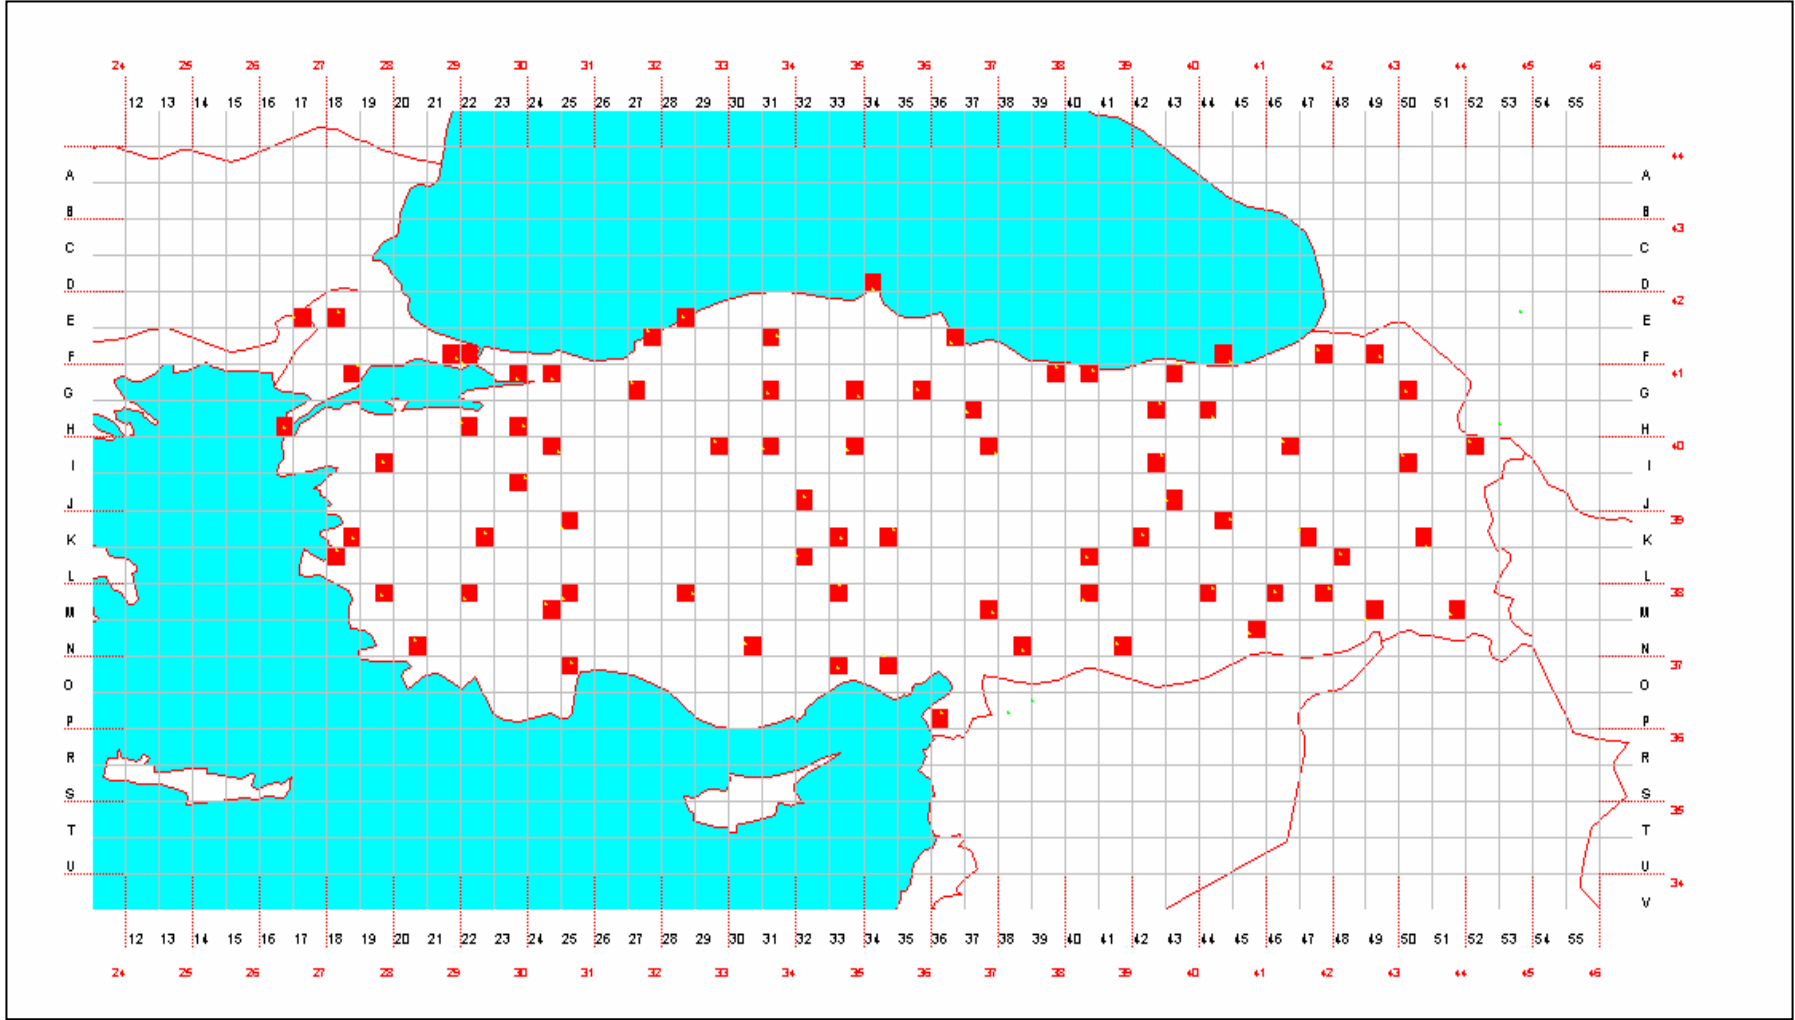 24 25 26 27 28 29 30 31 32 33 34 35 36 37 38 39 40 41 42 43 44 45 46
12 13 14 15 16 17 18 19 20 21 22 23 24 25 26 27 28 29 30 31 32 33 34 35 36 37 38 39 40 41 42 43 44 45 46 47 48 49 50 51 52 53 54 55
44
A A
B B
43
C C
D D
42
E E
F F
41
G G
H H
40
I I
J J
39
K K
L L
38
M M
N N
37
O O
P P
36
R R
S S
35
T T
U U
34
V
12 13 14 15 16 17 18 19 20 21 22 23 24 25 26 27 28 29 30 31 32 33 34 35 36 37 38 39 40 41 42 43 44 45 46 47 48 49 50 51 52 53 54 55
24 25 26 27 28 29 30 31 32 33 34 35 36 37 38 39 40 41 42 43 44 45 46